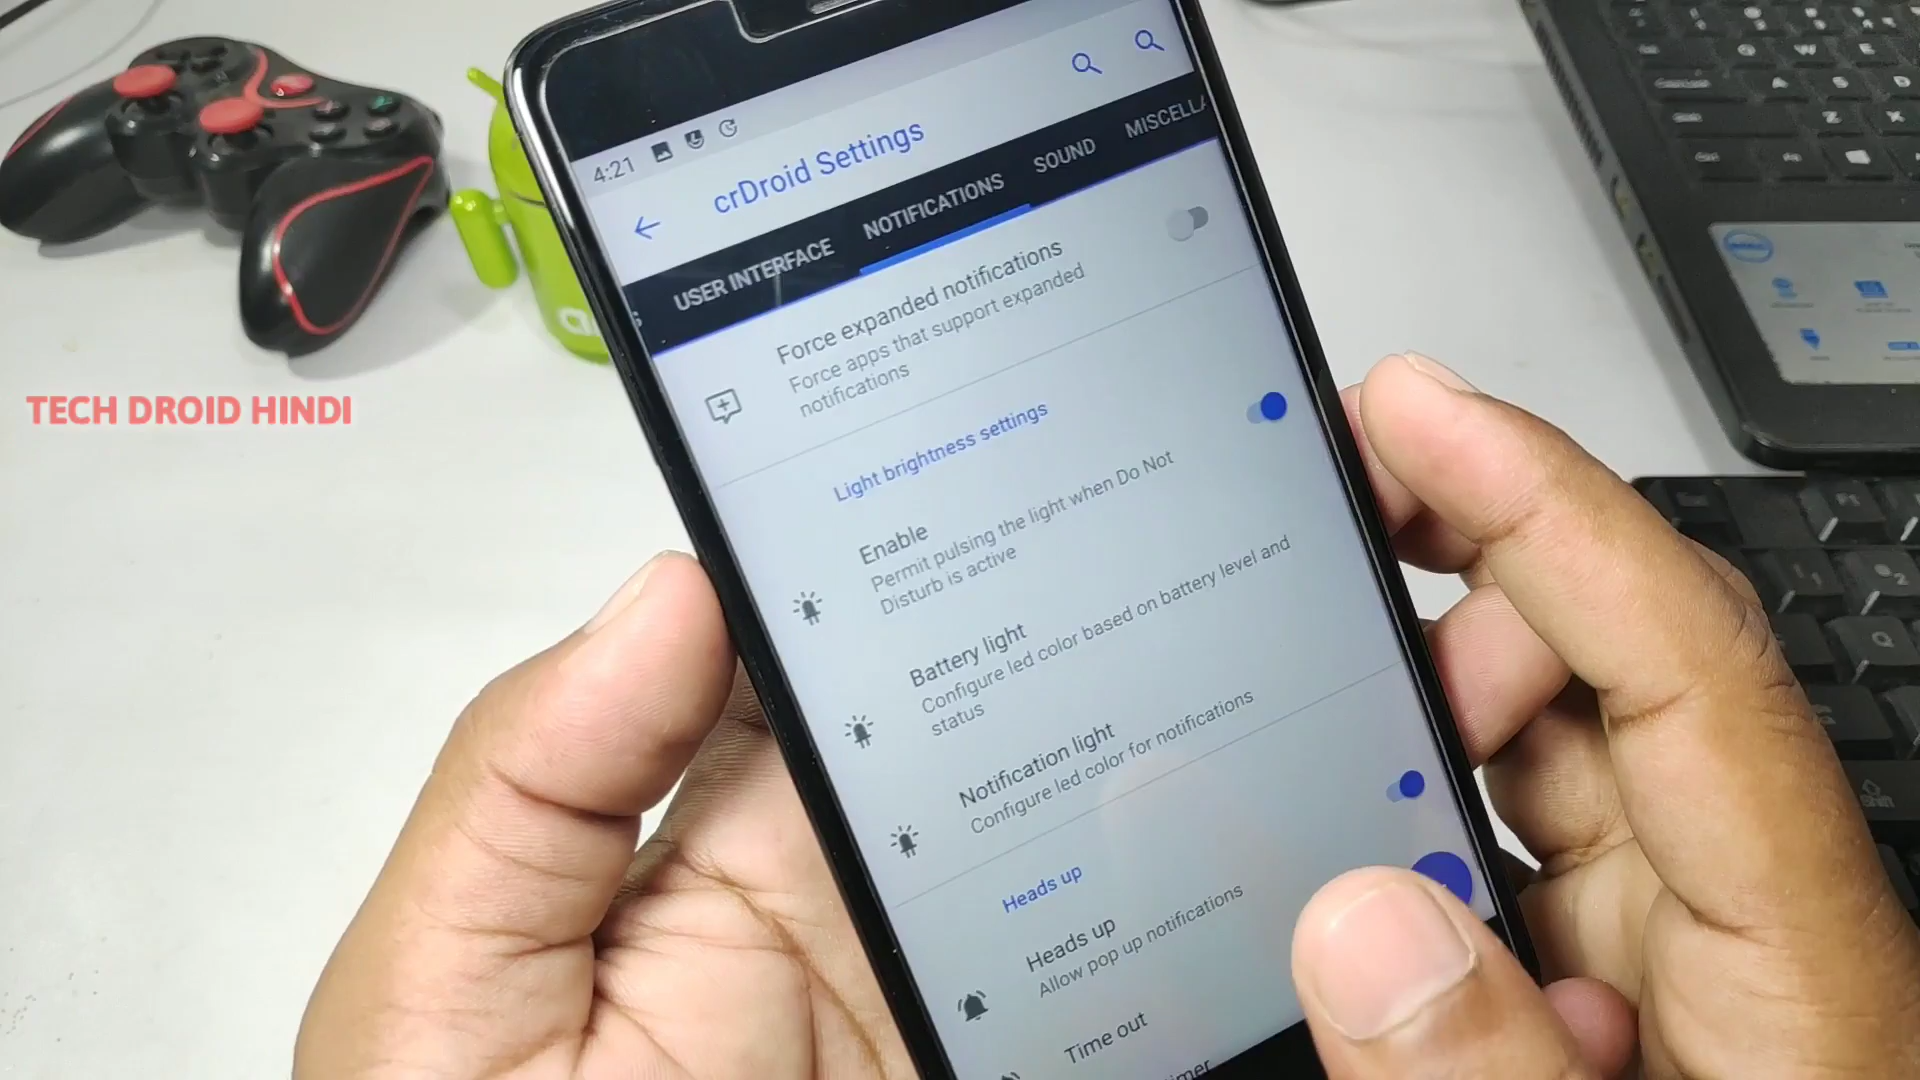 4:21
crDroid Settings
USER INTERFACE
NOTIFICATIONS
SOUND
Force expanded notifications
Force apps that support expanded
notifications
TECH DROID HINDI
Light brightness settings
Enable
Permit pulsing the light when Do Not
Disturb is active
Battery light
Configure led color based on battery level and
status
Notification light
Configure led color for notifications
Heads up
Heads up
Allow pop up notifications
Time out
Shift